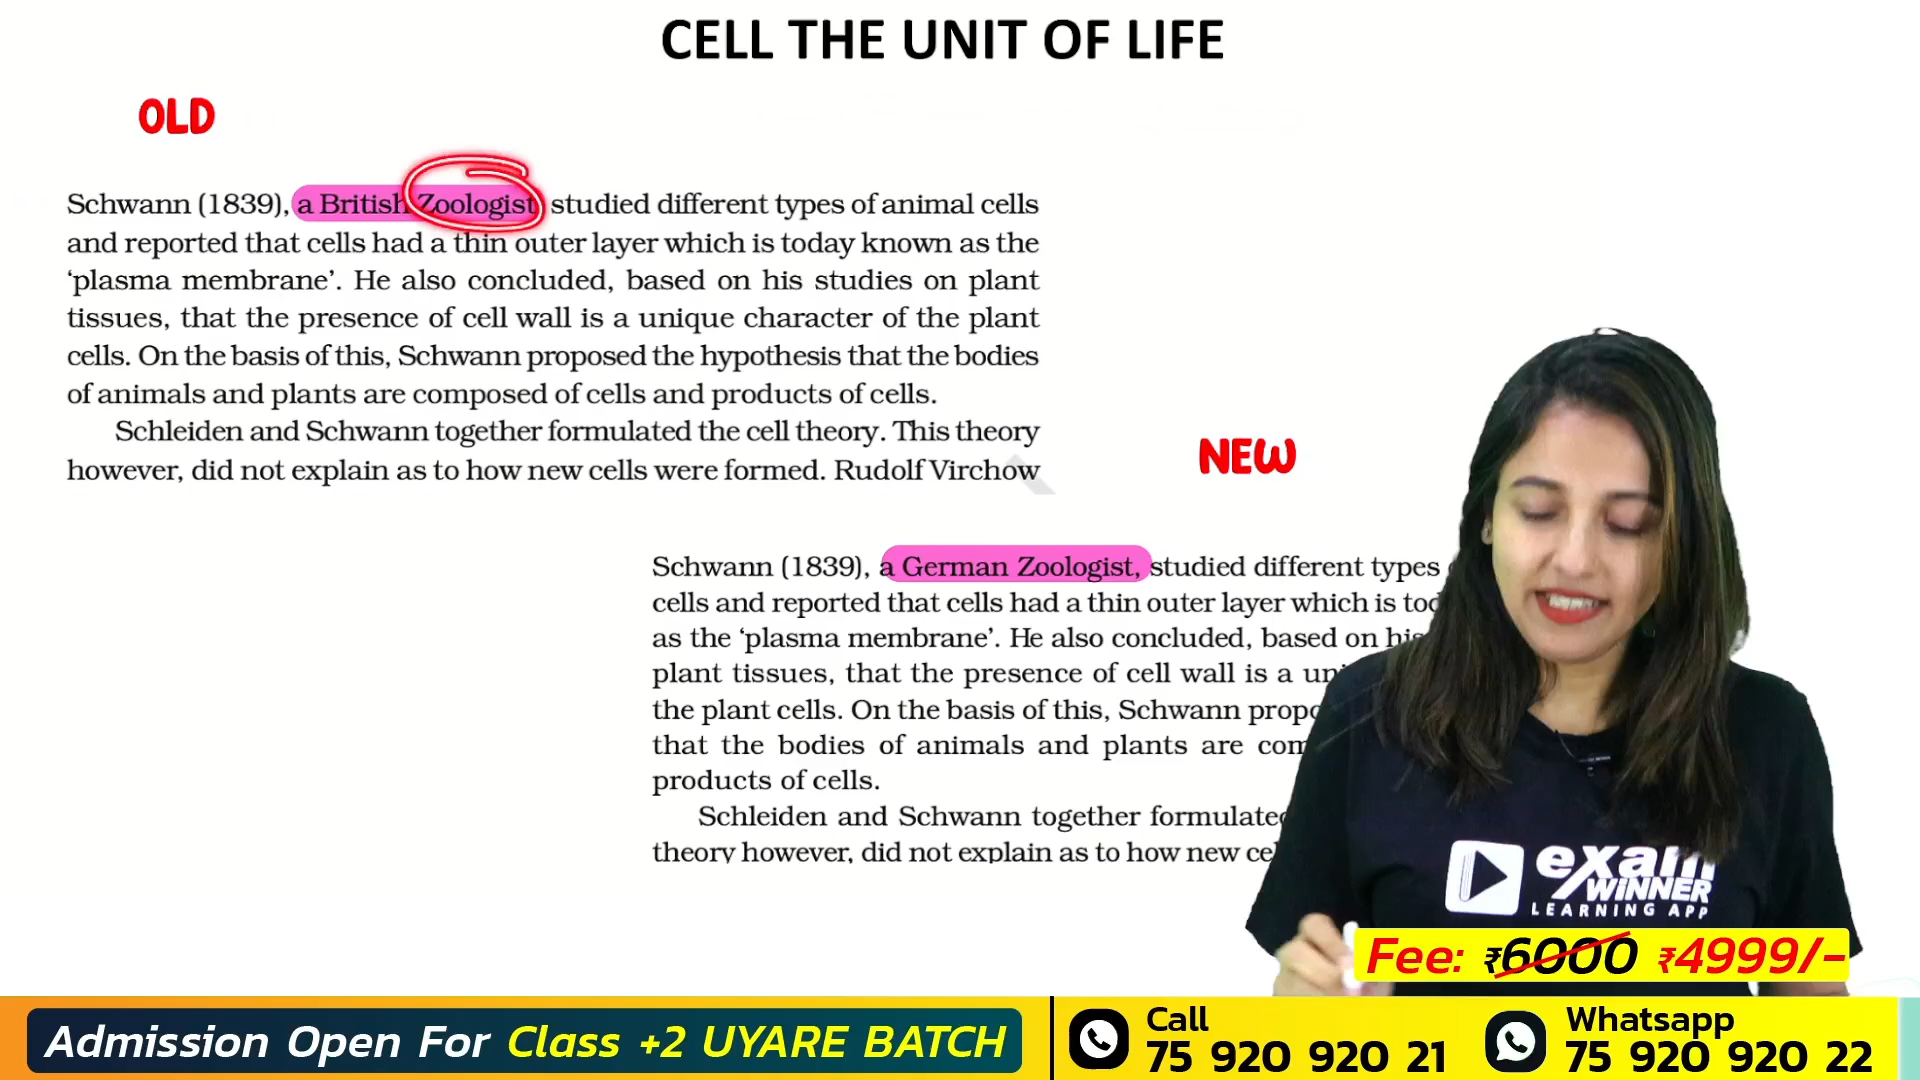 CELL THE UNIT OF LIFE
OLD
Schwann (1839), a British Zoologist, studied different types of animal cells
and reported that cells had a thin outer layer which is today known as the
‘plasma membrane’. He also concluded, based on his studies on plant
tissues, that the presence of cell wall is a unique character of the plant
cells. On the basis of this, Schwann proposed the hypothesis that the bodies
of animals and plants are composed of cells and products of cells.
Schleiden and Schwann together formulated the cell theory. This theory
however, did not explain as to how new cells were formed. Rudolf Virchow
NEW
Schwann (1839), a German Zoologist, studied different types
cells and reported that cells had a thin outer layer which is
as the ‘plasma membrane’. He also concluded, based on his
plant tissues, that the presence of cell wall is a
the plant cells. On the basis of this, Schwann
that the bodies of animals and plants are
products of cells.
Schleiden and Schwann together formulated
theory however, did not explain as to how new
exam
WINNER
LEARNING APP
Fee: ₹6000 ₹4999/-
Admission Open For Class +2 UYARE BATCH
Call
75 920 920 21
Whatsapp
75 920 920 22